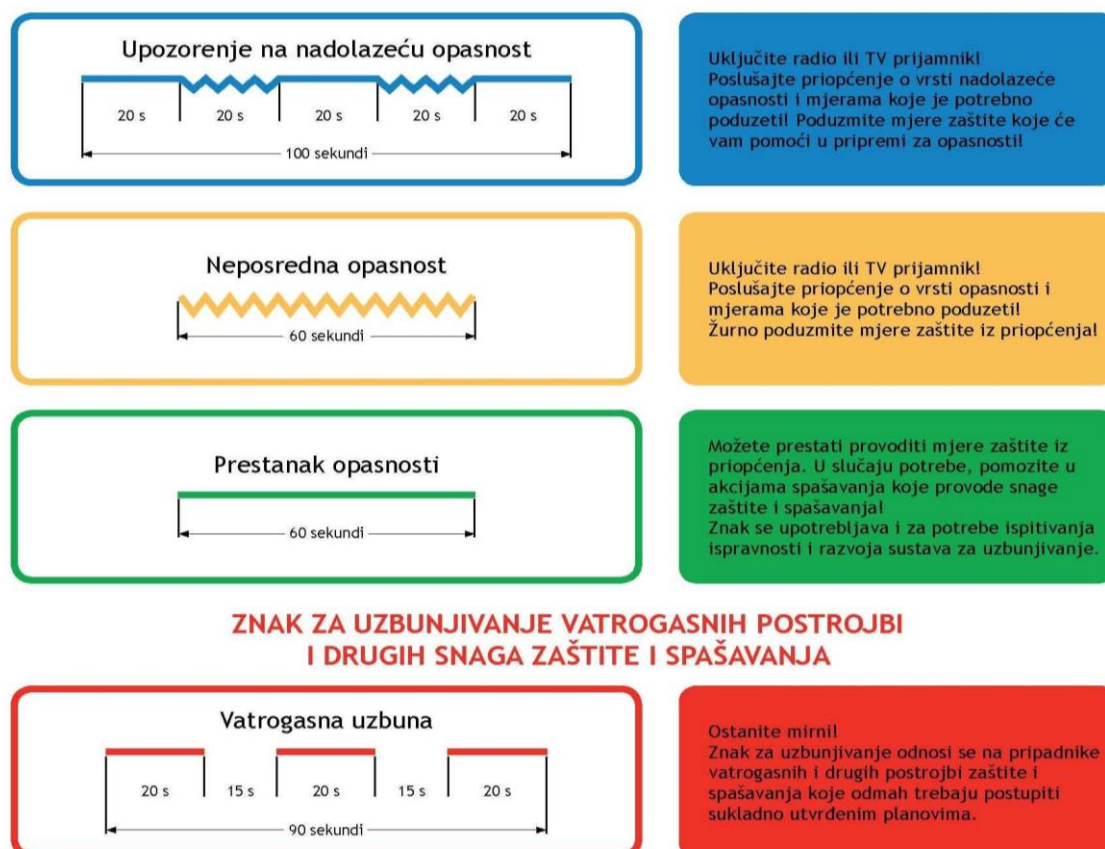 Upozorenje na nadolazeću opasnost
20 s 20 s 20 s 20 s 20 s
100 sekundi
Uključite radio ili TV prijamnik!
Poslušajte priopćenje o vrsti nadolazeće
opasnosti i mjerama koje je potrebno
poduzeti! Poduzmite mjere zaštite koje će
vam pomoći u pripremi za opasnosti!
Neposredna opasnost
60 sekundi
Uključite radio ili TV prijamnik!
Poslušajte priopćenje o vrsti opasnosti i
mjerama koje je potrebno poduzeti!
Žurno poduzmite mjere zaštite iz priopćenja!
Prestanak opasnosti
60 sekundi
Možete prestati provoditi mjere zaštite iz
priopćenja. U slučaju potrebe, pomozite u
akcijama spašavanja koje provode snage
zaštite i spašavanja!
Znak se upotrebljava i za potrebe ispitivanja
ispravnosti i razvoja sustava za uzbunjivanje.
ZNAK ZA UZBUNJIVANJE VATROGASNIH POSTROJBI
I DRUGIH SNAGA ZAŠTITE I SPAŠAVANJA
Vatrogasna uzbuna
20 s 15 s 20 s 15 s 20 s
90 sekundi
Ostanite mirni!
Znak za uzbunjivanje odnosi se na pripadnike
vatrogasnih i drugih postrojbi zaštite i
spašavanja koje odmah trebaju postupiti
sukladno utvrđenim planovima.